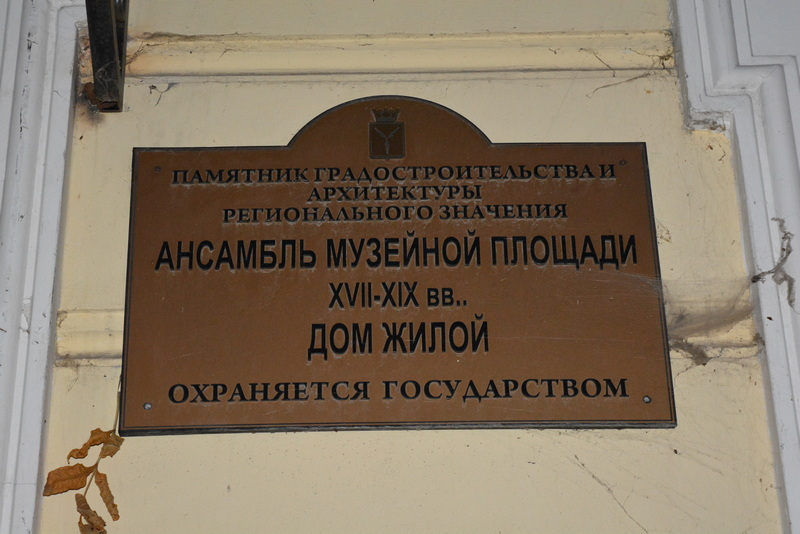 ПАМЯТНИК ГРАДОСТРОИТЕЛЬСТВА И
АРХИТЕКТУРЫ
РЕГИОНАЛЬНОГО ЗНАЧЕНИЯ
АНСАМБЛЬ МУЗЕЙНОЙ ПЛОЩАДИ
XVII-XIX вв..
ДОМ ЖИЛОЙ
ОХРАНЯЕТСЯ ГОСУДАРСТВОМ